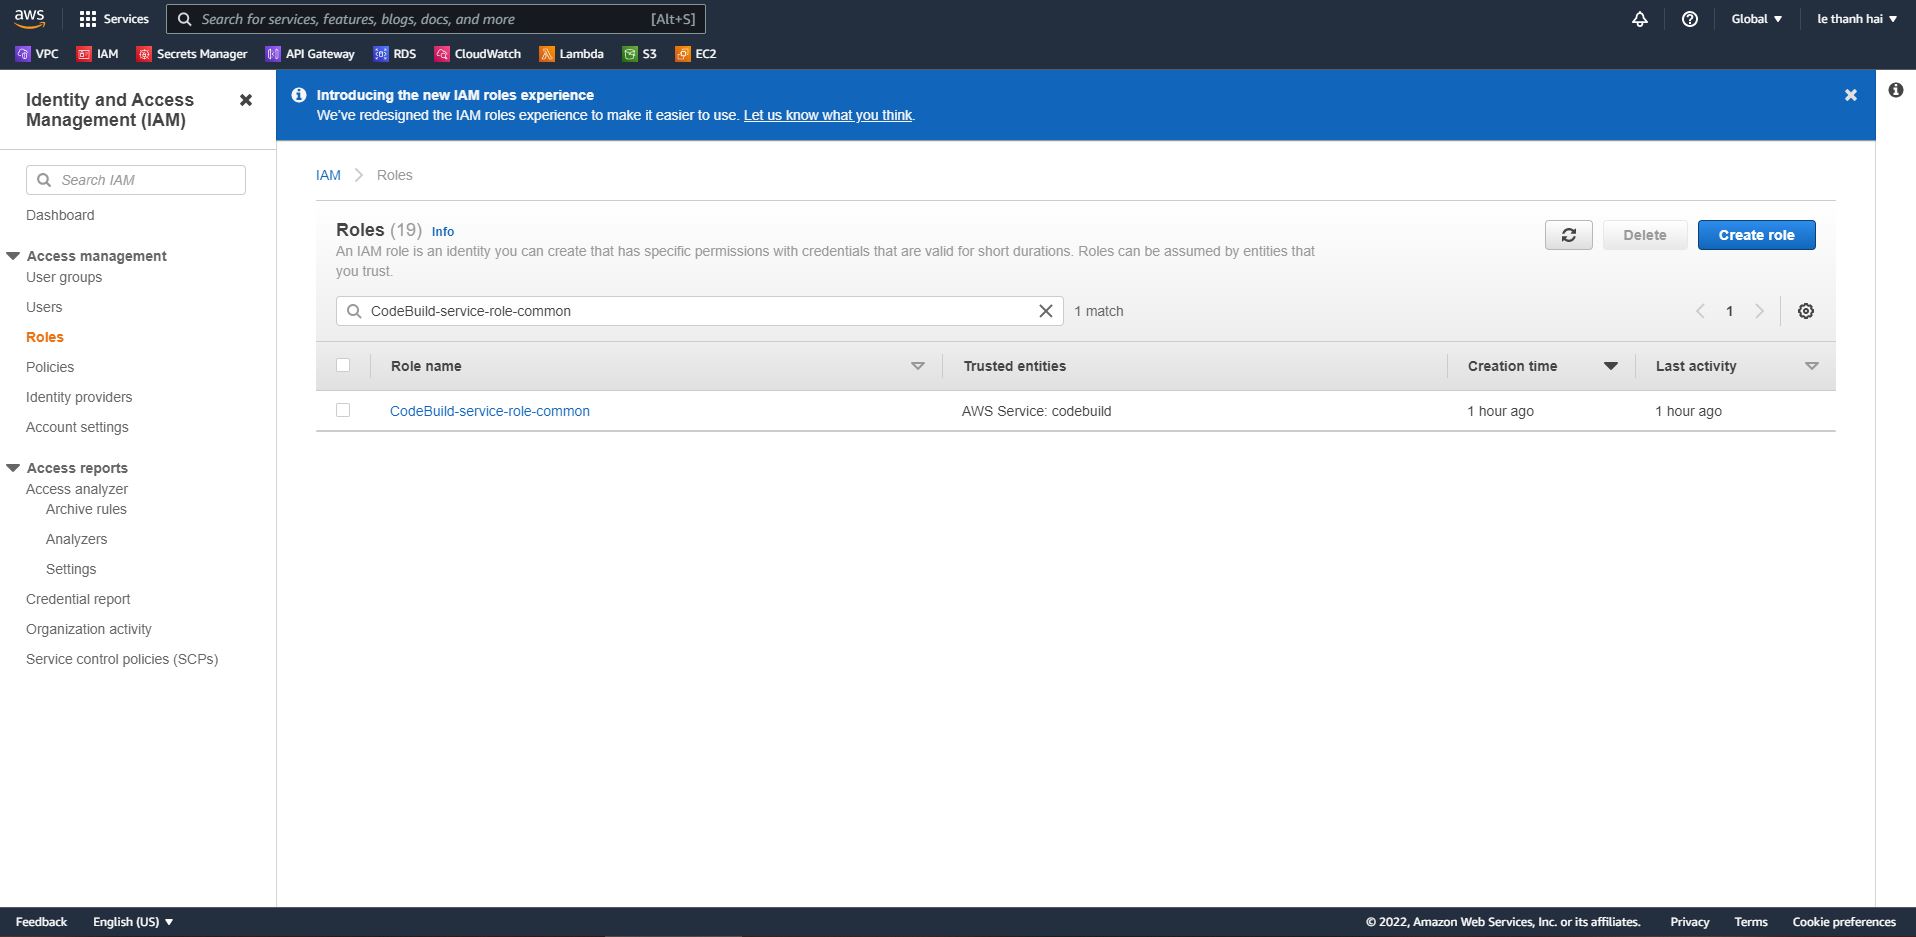 aws
Services
Search for services, features, blogs, docs, and more
[Alt+S]
Global
le thanh hai
VPC
IAM
Secrets Manager
API Gateway
RDS
CloudWatch
Lambda
S3
EC2
Identity and Access
Management (IAM)
Search IAM
Dashboard
Access management
User groups
Users
Roles
Policies
Identity providers
Account settings
Access reports
Access analyzer
Archive rules
Analyzers
Settings
Credential report
Organization activity
Service control policies (SCPs)
Introducing the new IAM roles experience
We've redesigned the IAM roles experience to make it easier to use. Let us know what you think.
IAM > Roles
Roles (19) Info
An IAM role is an identity you can create that has specific permissions with credentials that are valid for short durations. Roles can be assumed by entities that
you trust.
Delete
Create role
CodeBuild-service-role-common
1 match
1
Role name
Trusted entities
Creation time
Last activity
CodeBuild-service-role-common
AWS Service: codebuild
1 hour ago
1 hour ago
Feedback
English (US)
© 2022, Amazon Web Services, Inc. or its affiliates.
Privacy
Terms
Cookie preferences